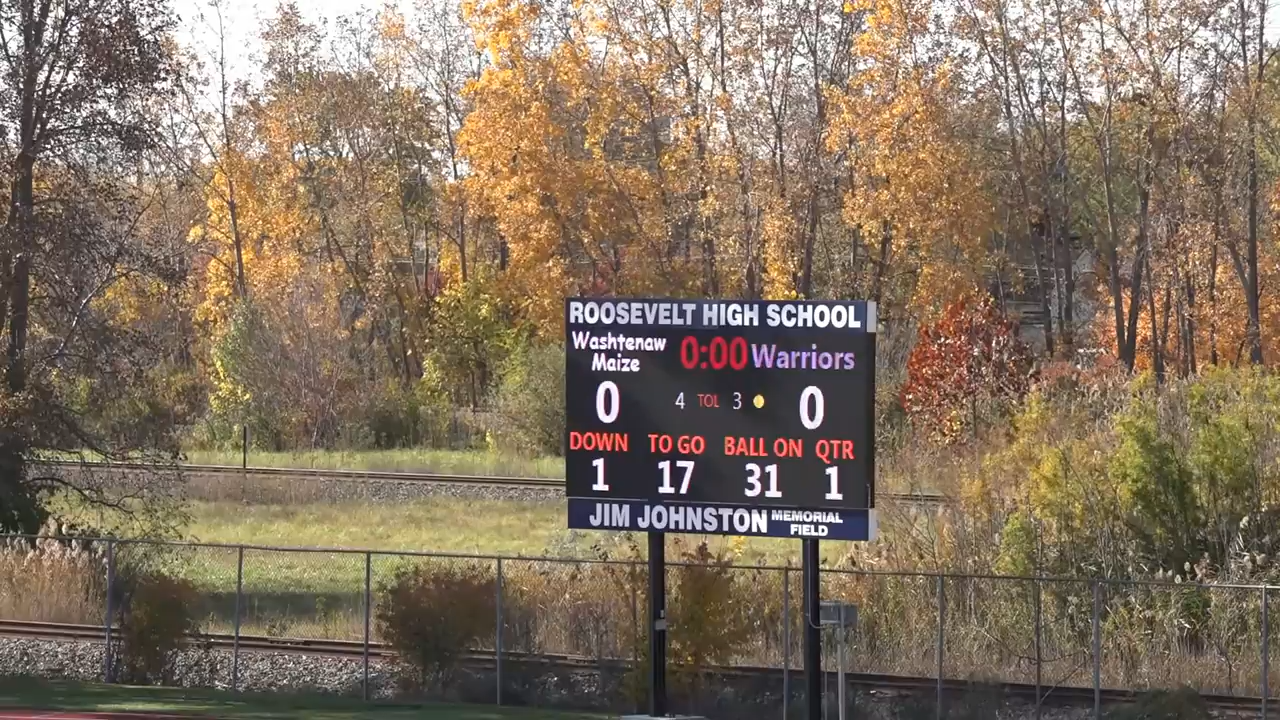 ROOSEVELT HIGH SCHOOL
Washtenaw
Maize
0:00 Warriors
0 4 TOL 3 0
DOWN TO GO BALL ON QTR
1 17 31 1
JIM JOHNSTON MEMORIAL
FIELD